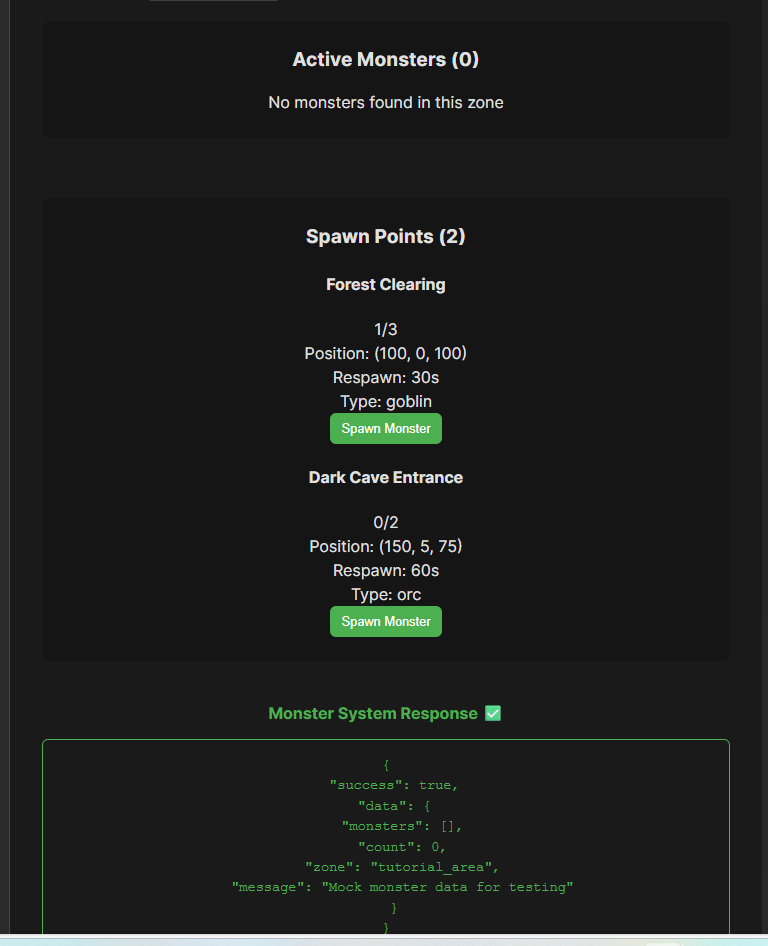 Active Monsters (0)
No monsters found in this zone
Spawn Points (2)
Forest Clearing
1/3
Position: (100, 0, 100)
Respawn: 30s
Type: goblin
Spawn Monster
Dark Cave Entrance
0/2
Position: (150, 5, 75)
Respawn: 60s
Type: orc
Spawn Monster
Monster System Response ✅
{
"success": true,
"data": {
"monsters": [],
"count": 0,
"zone": "tutorial_area",
"message": "Mock monster data for testing"
}
}